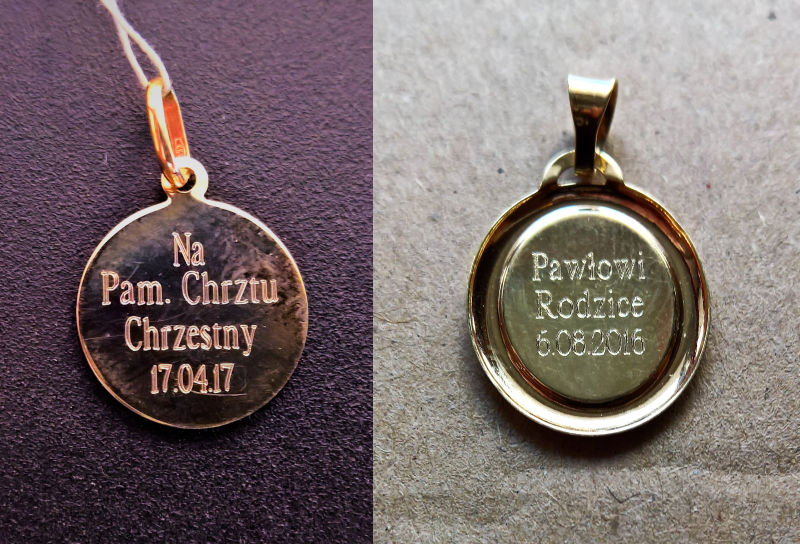 Na
Pam. Chrztu
Chrzestny
17.04.17
Pawłowi
Rodzice
6.08.2016